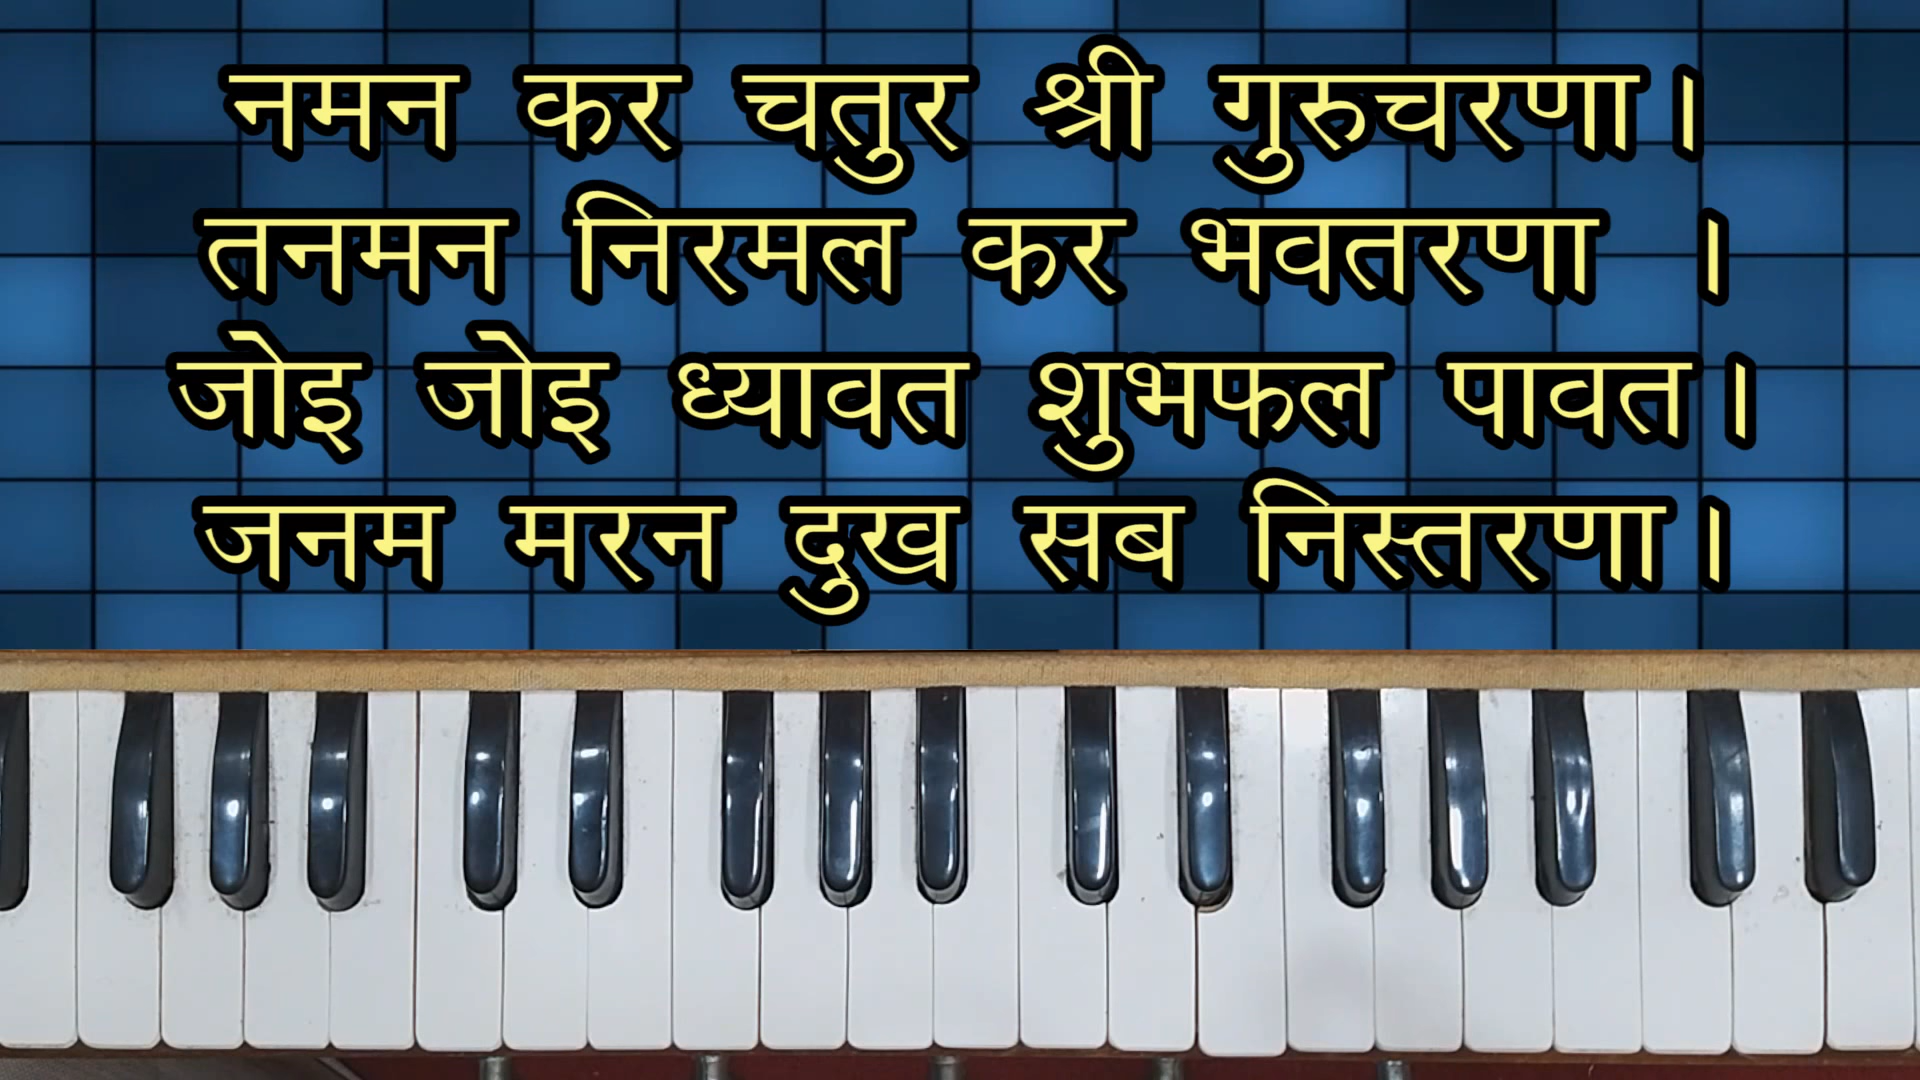 नमन कर चतुर श्री गुरुचरणा।
तनमन निरमल कर भवतरणा ।
जोइ जोइ ध्यावत शुभफल पावत।
जनम मरन दुख सब निस्तरणा।